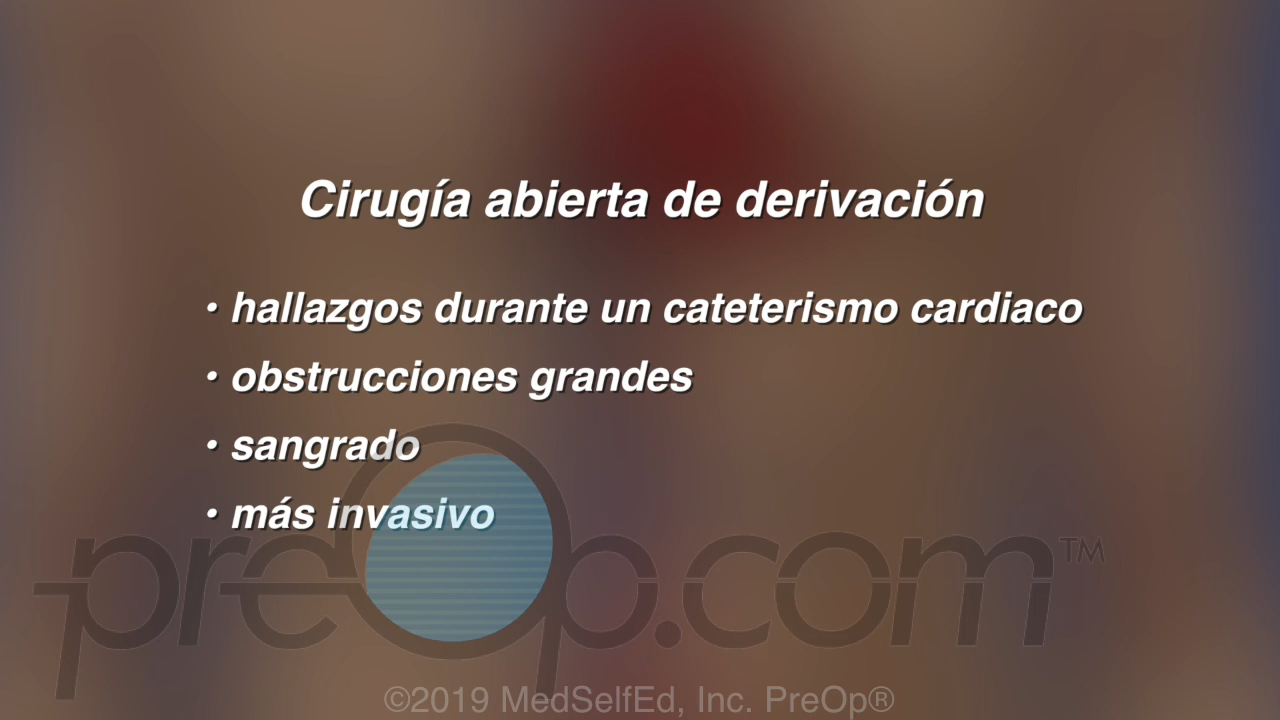 Cirugía abierta de derivación
• hallazgos durante un cateterismo cardiaco
• obstrucciones grandes
• sangrado
• más invasivo
preOp.com™
©2019 MedSelfEd, Inc. PreOp®